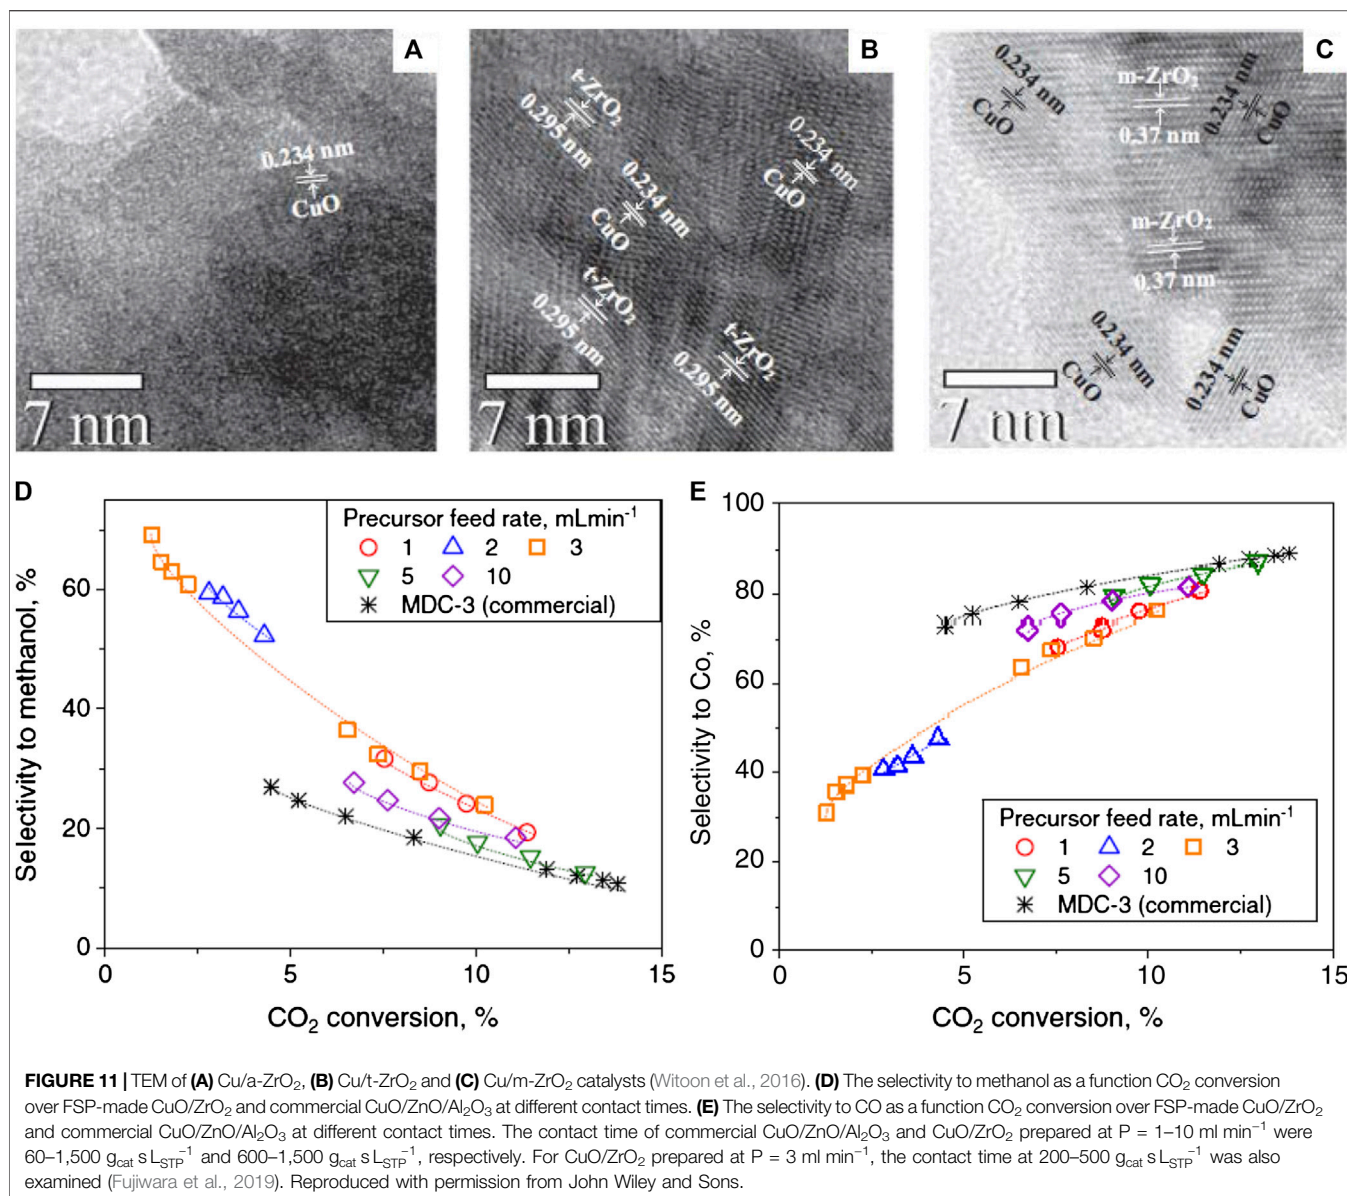 A
0.234 nm
CuO
7 nm
B
t-ZrO₂
0.295 nm
0.234 nm
CuO
0.234 nm
CuO
t-ZrO₂
0.295 nm
t-ZrO₂
0.295 nm
7 nm
C
0.234 nm
CuO
m-ZrO₂
0.37 nm
0.234 nm
CuO
m-ZrO₂
0.37 nm
0.234 nm
CuO
0.234 nm
CuO
7 nm
D
Selectivity to methanol, %
60
40
20
0
0 5 10 15
CO₂ conversion, %
Precursor feed rate, mLmin⁻¹
1 2 3
5 10
MDC-3 (commercial)
E
Selectivity to Co, %
100
80
60
40
20
0
0 5 10 15
CO₂ conversion, %
Precursor feed rate, mLmin⁻¹
1 2 3
5 10
MDC-3 (commercial)
FIGURE 11 | TEM of (A) Cu/a-ZrO₂, (B) Cu/t-ZrO₂ and (C) Cu/m-ZrO₂ catalysts (Witoon et al., 2016). (D) The selectivity to methanol as a function CO₂ conversion
over FSP-made CuO/ZrO₂ and commercial CuO/ZnO/Al₂O₃ at different contact times. (E) The selectivity to CO as a function CO₂ conversion over FSP-made CuO/ZrO₂
and commercial CuO/ZnO/Al₂O₃ at different contact times. The contact time of commercial CuO/ZnO/Al₂O₃ and CuO/ZrO₂ prepared at P = 1–10 ml min⁻¹ were
60–1,500 g_cat s L_STP⁻¹ and 600–1,500 g_cat s L_STP⁻¹, respectively. For CuO/ZrO₂ prepared at P = 3 ml min⁻¹, the contact time at 200–500 g_cat s L_STP⁻¹ was also
examined (Fujiwara et al., 2019). Reproduced with permission from John Wiley and Sons.